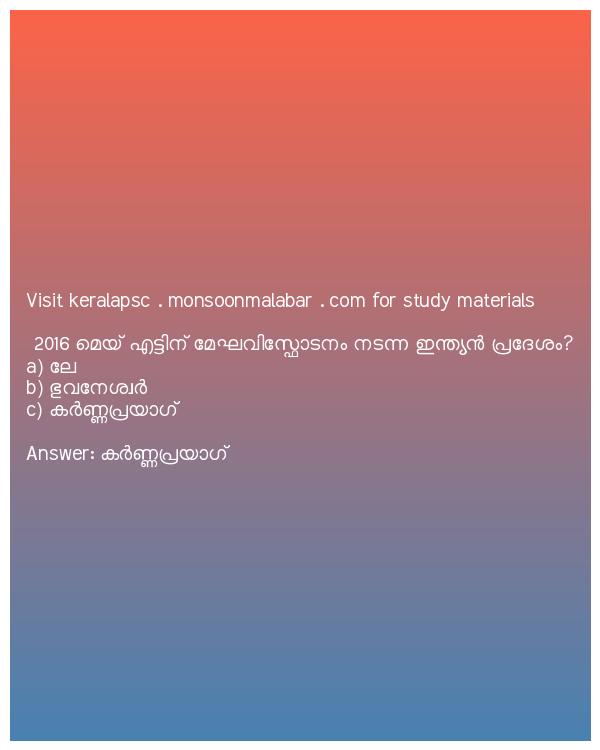 Visit keralapsc . monsoonmalabar . com for study materials
2016 മെയ് എട്ടിന് മേഘവിസ്ഫോടനം നടന്ന ഇന്ത്യൻ പ്രദേശം?
a) ലേ
b) ഭുവനേശ്വർ
c) കർണ്ണപ്രയാഗ്
Answer: കർണ്ണപ്രയാഗ്